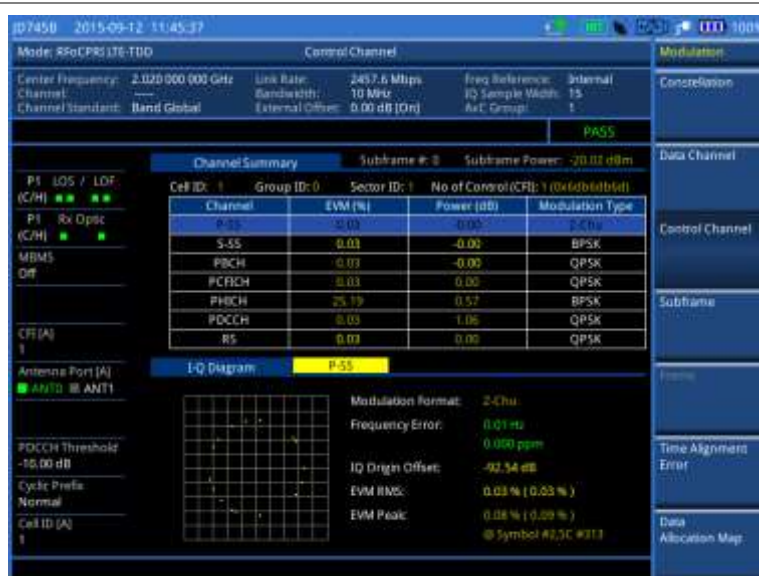 JD745B 2015-09-12 11:45:37 100%
Mode: RFoCPRI LTE-TDD Control Channel Modulation
Center Frequency: 2.020 000 000 GHz Link Rate: 2457.6 Mbps Freq Reference: Internal
Channel: ---- Bandwidth: 10 MHz IQ Sample Width: 15
Channel Standard: Band Global External Offset: 0.00 dB [On] AxC Group: 1
PASS
Constellation
Data Channel
Control Channel
Subframe
Frame
Time Alignment
Error
Data
Allocation Map
P1 LOS / LOF
(C/H)
P1 Rx Optic
(C/H)
MBMS
Off
CFI [A]
1
Antenna Port [A]
ANT0 ANT1
PDCCH Threshold
-10.00 dB
Cyclic Prefix
Normal
Cell ID [A]
1
Channel Summary Subframe #: 0 Subframe Power: -20.02 dBm
Cell ID: 1 Group ID: 0 Sector ID: 1 No of Control (CFI): 1 (0x6db6db6d)
Channel EVM (%) Power (dB) Modulation Type
P-SS 0.03 -0.00 Z-Chu
S-SS 0.03 -0.00 BPSK
PBCH 0.03 -0.00 QPSK
PCFICH 0.03 0.00 QPSK
PHICH 25.19 0.57 BPSK
PDCCH 0.03 1.06 QPSK
RS 0.03 0.00 QPSK
I-Q Diagram P-SS
Modulation Format: Z-Chu
Frequency Error: 0.01 Hz
0.000 ppm
IQ Origin Offset: -92.54 dB
EVM RMS: 0.03 % ( 0.03 % )
EVM Peak: 0.08 % ( 0.09 % )
@ Symbol #2,SC #313